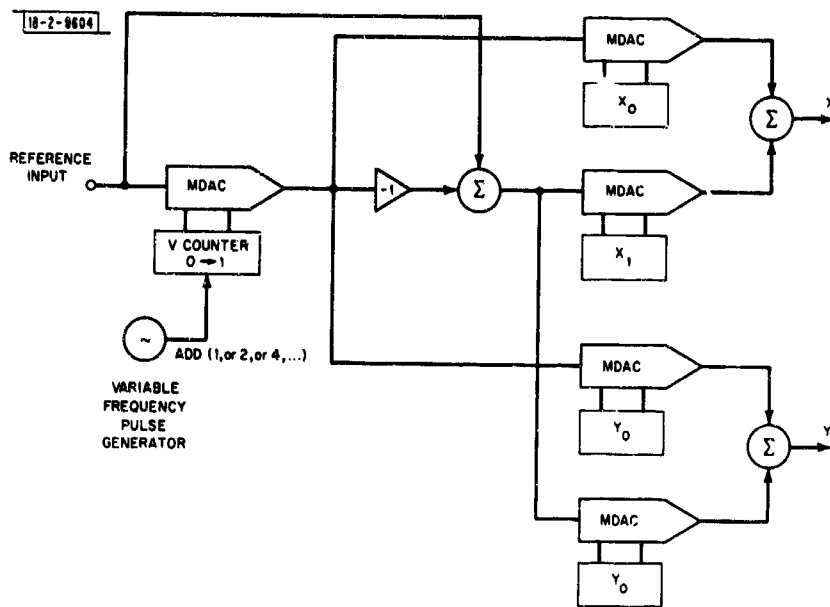 18-2-9604
REFERENCE
INPUT
MDAC
V COUNTER
0→1
~
ADD (1, or 2, or 4, ...)
VARIABLE
FREQUENCY
PULSE
GENERATOR
-1
Σ
MDAC
X₀
MDAC
X₁
Σ
X
MDAC
Y₀
MDAC
Y₀
Σ
Y